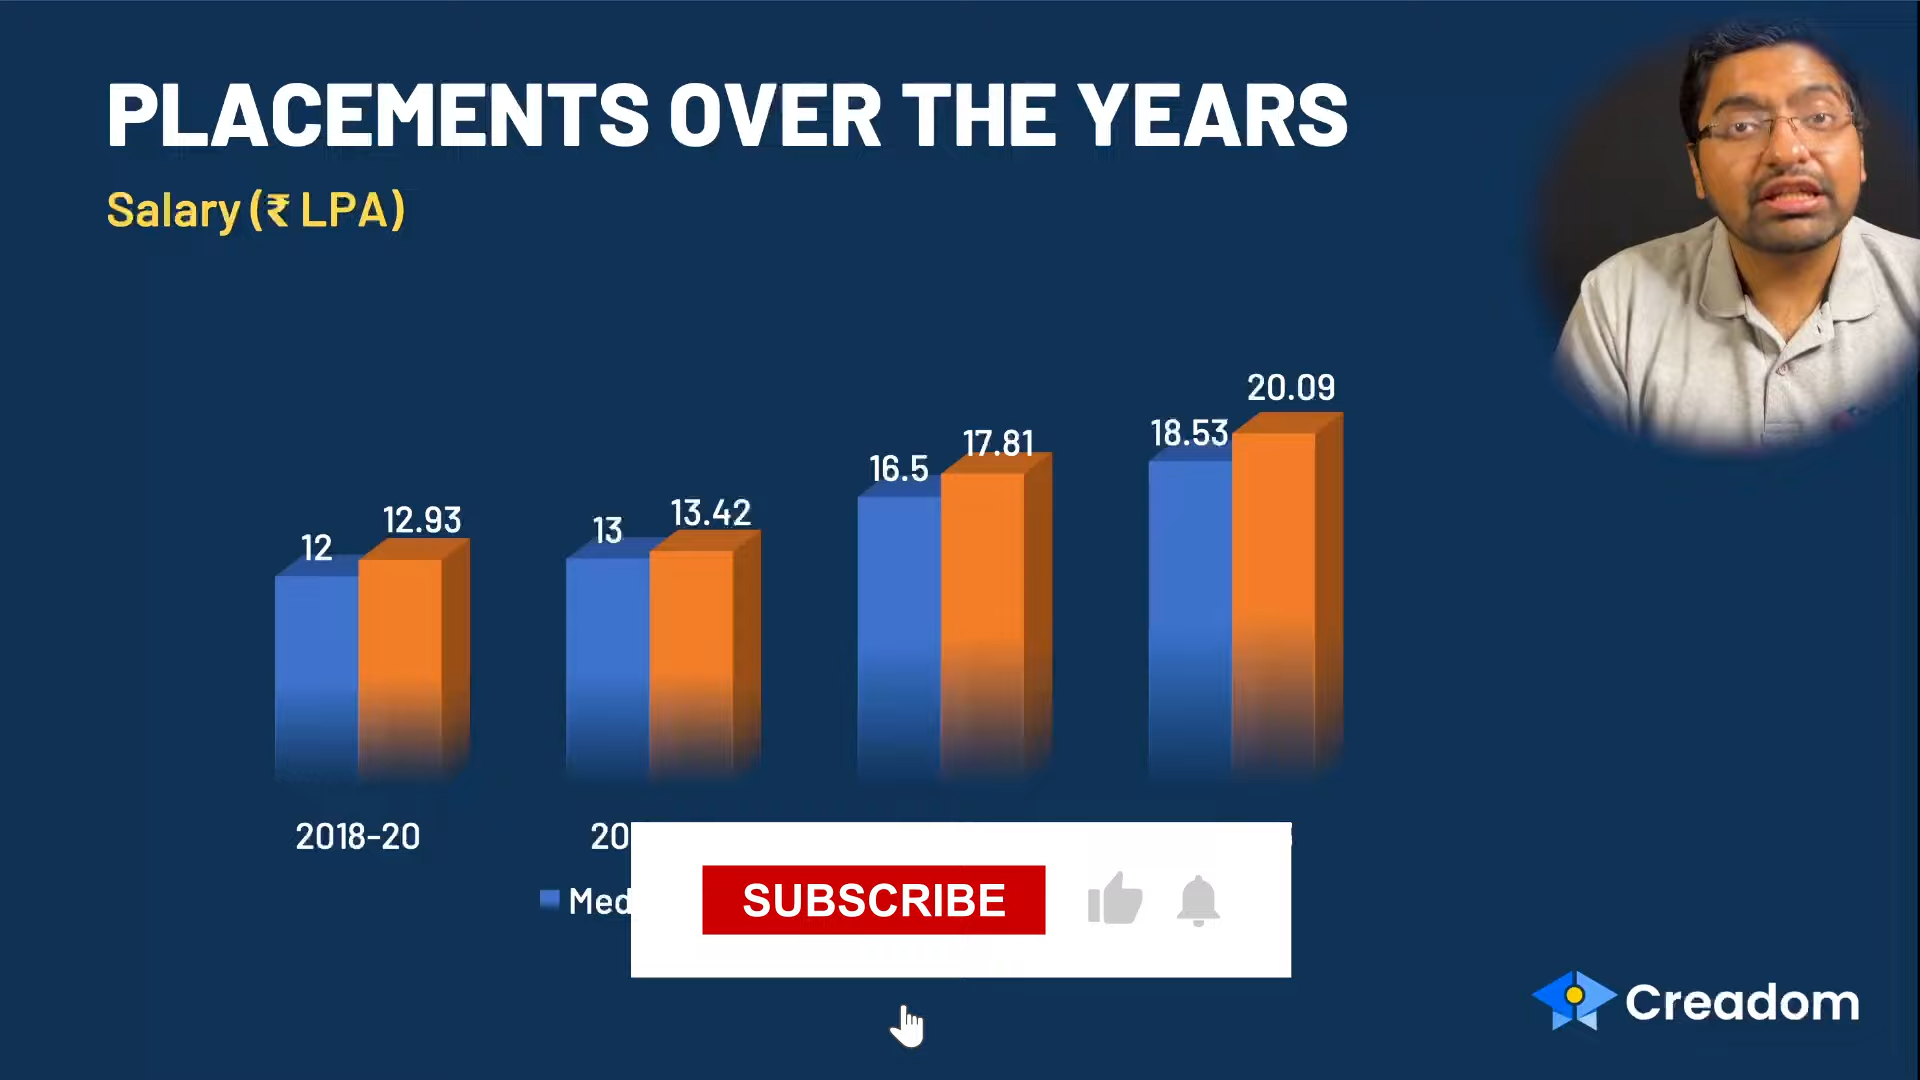 PLACEMENTS OVER THE YEARS
Salary (₹ LPA)
12
12.93
13
13.42
16.5
17.81
18.53
20.09
2018-20
20
Med
SUBSCRIBE
Creadom